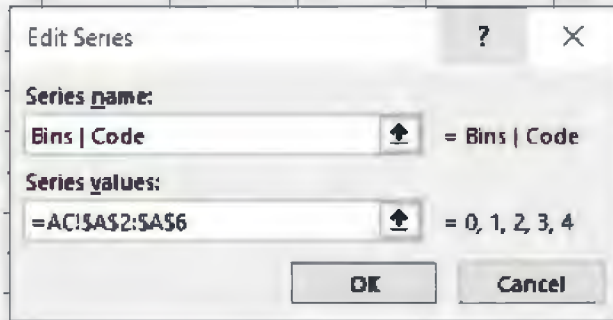 Edit Series ? ×
Series name:
Bins | Code = Bins | Code
Series values:
=AC!$A$2:$A$6 = 0, 1, 2, 3, 4
OK Cancel